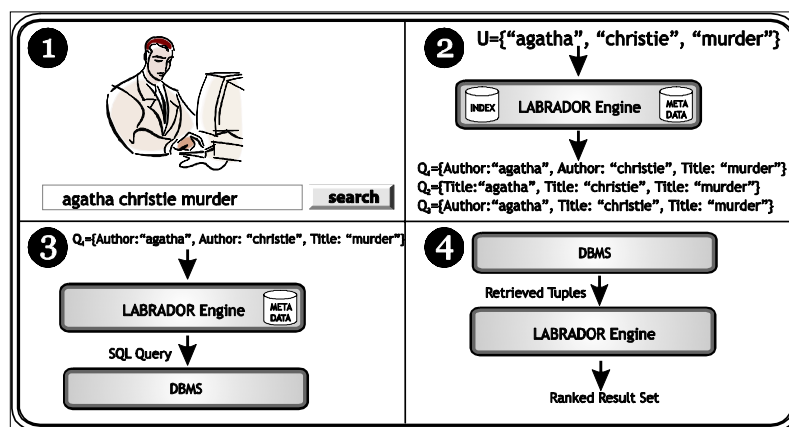 1
agatha christie murder
search
2
U={“agatha”, “christie”, “murder”}
INDEX
LABRADOR Engine
META
DATA
Q₁={Author:“agatha”, Author: “christie”, Title: “murder”}
Q₂={Title:“agatha”, Title: “christie”, Title: “murder”}
Q₃={Author:“agatha”, Title: “christie”, Title: “murder”}
3
Q₁={Author:“agatha”, Author: “christie”, Title: “murder”}
LABRADOR Engine
META
DATA
SQL Query
DBMS
4
DBMS
Retrieved Tuples
LABRADOR Engine
Ranked Result Set